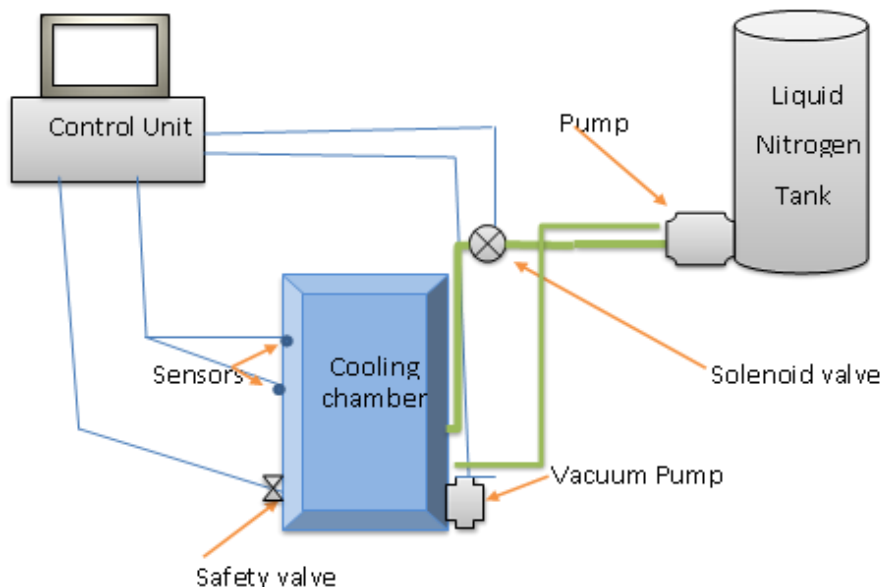 Control Unit
Pump
Liquid
Nitrogen
Tank
Sensors
Cooling
chamber
Solenoid valve
Vacuum Pump
Safety valve